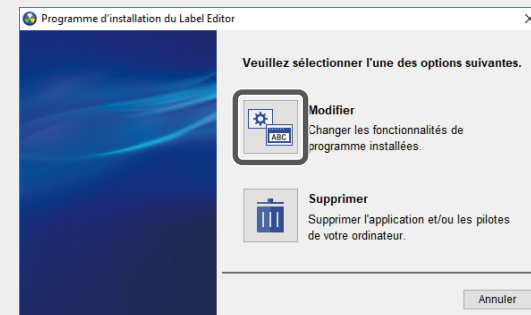 Programme d'installation du Label Editor
Veuillez sélectionner l'une des options suivantes.
Modifier
Changer les fonctionnalités de
programme installées.
ABC
Supprimer
Supprimer l'application et/ou les pilotes
de votre ordinateur.
Annuler